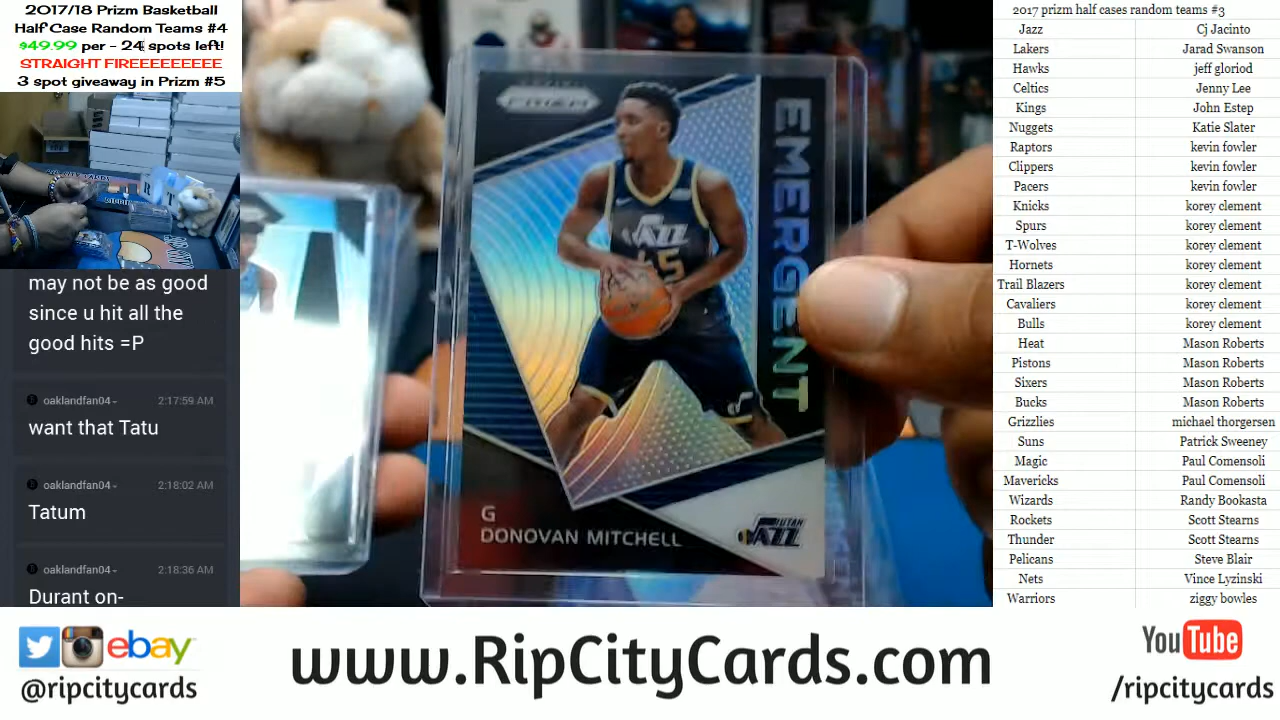 2017/18 Prizm Basketball
Half Case Random Teams #4
$49.99 per - 24 spots left!
STRAIGHT FIREEEEEEEEE
3 spot giveaway in Prizm #5
may not be as good
since u hit all the
good hits =P
oaklandfan04 2:17:59 AM
want that Tatu
oaklandfan04 2:18:02 AM
Tatum
oaklandfan04 2:18:36 AM
Durant on-
PRIZM
EMERGENT
JAZZ
45
G
DONOVAN MITCHELL
UTAH
JAZZ
2017 prizm half cases random teams #3
Jazz Cj Jacinto
Lakers Jarad Swanson
Hawks jeff gloriod
Celtics Jenny Lee
Kings John Estep
Nuggets Katie Slater
Raptors kevin fowler
Clippers kevin fowler
Pacers kevin fowler
Knicks korey clement
Spurs korey clement
T-Wolves korey clement
Hornets korey clement
Trail Blazers korey clement
Cavaliers korey clement
Bulls korey clement
Heat Mason Roberts
Pistons Mason Roberts
Sixers Mason Roberts
Bucks Mason Roberts
Grizzlies michael thorgersen
Suns Patrick Sweeney
Magic Paul Comensoli
Mavericks Paul Comensoli
Wizards Randy Bookasta
Rockets Scott Stearns
Thunder Scott Stearns
Pelicans Steve Blair
Nets Vince Lyzinski
Warriors ziggy bowles
ebay
@ripcitycards
www.RipCityCards.com
YouTube
/ripcitycards